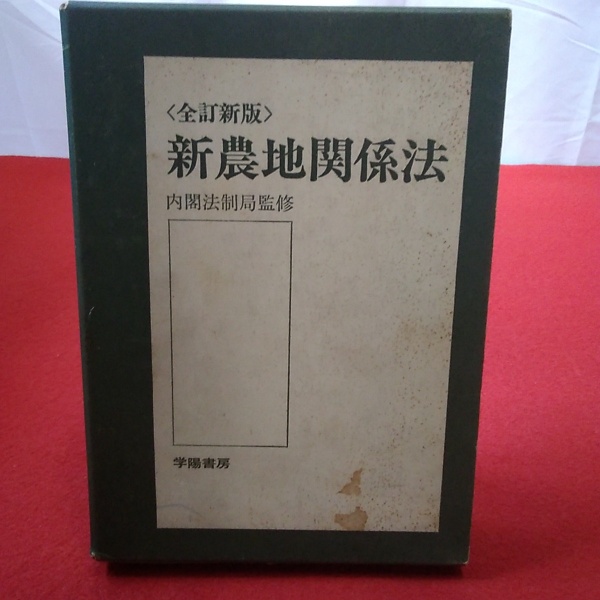 〈全訂新版〉
新農地関係法
内閣法制局監修
学陽書房